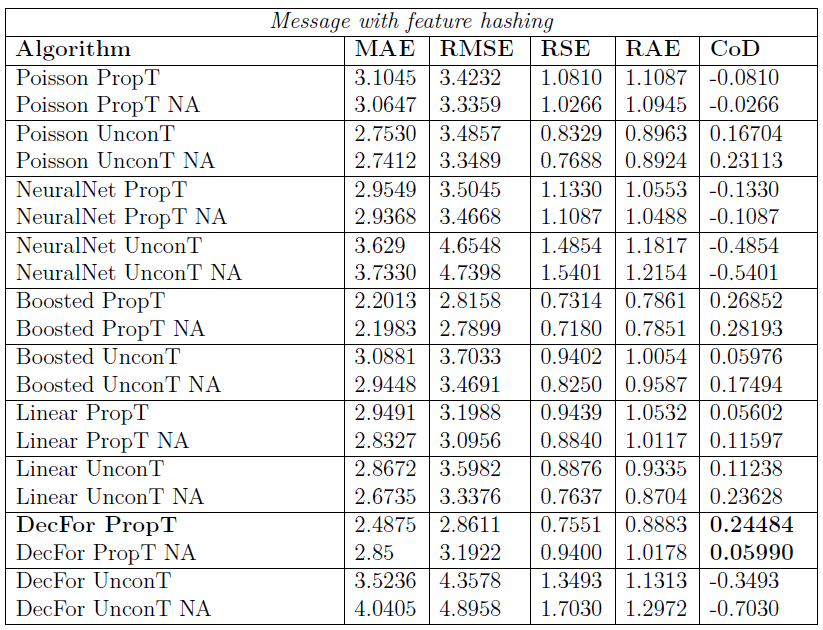 Message with feature hashing
Algorithm MAE RMSE RSE RAE CoD
Poisson PropT 3.1045 3.4232 1.0810 1.1087 -0.0810
Poisson PropT NA 3.0647 3.3359 1.0266 1.0945 -0.0266
Poisson UnconT 2.7530 3.4857 0.8329 0.8963 0.16704
Poisson UnconT NA 2.7412 3.3489 0.7688 0.8924 0.23113
NeuralNet PropT 2.9549 3.5045 1.1330 1.0553 -0.1330
NeuralNet PropT NA 2.9368 3.4668 1.1087 1.0488 -0.1087
NeuralNet UnconT 3.629 4.6548 1.4854 1.1817 -0.4854
NeuralNet UnconT NA 3.7330 4.7398 1.5401 1.2154 -0.5401
Boosted PropT 2.2013 2.8158 0.7314 0.7861 0.26852
Boosted PropT NA 2.1983 2.7899 0.7180 0.7851 0.28193
Boosted UnconT 3.0881 3.7033 0.9402 1.0054 0.05976
Boosted UnconT NA 2.9448 3.4691 0.8250 0.9587 0.17494
Linear PropT 2.9491 3.1988 0.9439 1.0532 0.05602
Linear PropT NA 2.8327 3.0956 0.8840 1.0117 0.11597
Linear UnconT 2.8672 3.5982 0.8876 0.9335 0.11238
Linear UnconT NA 2.6735 3.3376 0.7637 0.8704 0.23628
DecFor PropT 2.4875 2.8611 0.7551 0.8883 0.24484
DecFor PropT NA 2.85 3.1922 0.9400 1.0178 0.05990
DecFor UnconT 3.5236 4.3578 1.3493 1.1313 -0.3493
DecFor UnconT NA 4.0405 4.8958 1.7030 1.2972 -0.7030